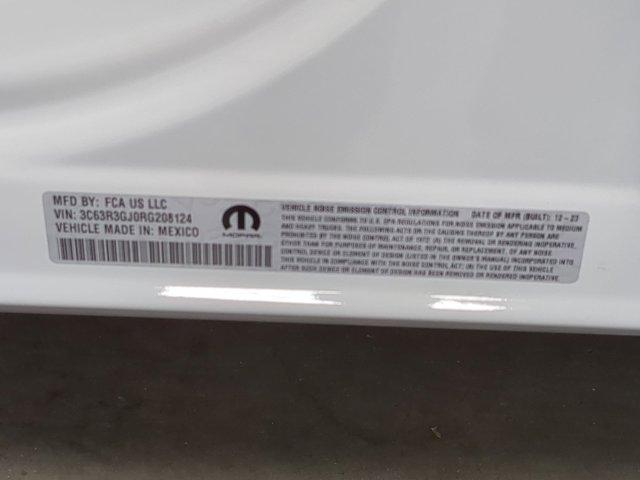 MFD BY: FCA US LLC
VIN: 3C63R3GJ0RG208124
VEHICLE MADE IN: MEXICO
MOPAR
VEHICLE NOISE EMISSION CONTROL INFORMATION DATE OF MFR (BUILT): 12-23
THIS VEHICLE CONFORMS TO U.S. EPA REGULATIONS FOR NOISE EMISSION APPLICABLE TO MEDIUM
AND HEAVY TRUCKS. THE FOLLOWING ACTS OR THE CAUSING THEREOF BY ANY PERSON ARE
PROHIBITED BY THE NOISE CONTROL ACT OF 1972 (A) THE REMOVAL OR RENDERING INOPERATIVE,
OTHER THAN FOR PURPOSES OF MAINTENANCE, REPAIR, OR REPLACEMENT, OF ANY NOISE
CONTROL DEVICE OR ELEMENT OF DESIGN (LISTED IN THE OWNER'S MANUAL) INCORPORATED INTO
THIS VEHICLE IN COMPLIANCE WITH THE NOISE CONTROL ACT; (B) THE USE OF THIS VEHICLE
AFTER SUCH DEVICE OR ELEMENT OF DESIGN HAS BEEN REMOVED OR RENDERED INOPERATIVE